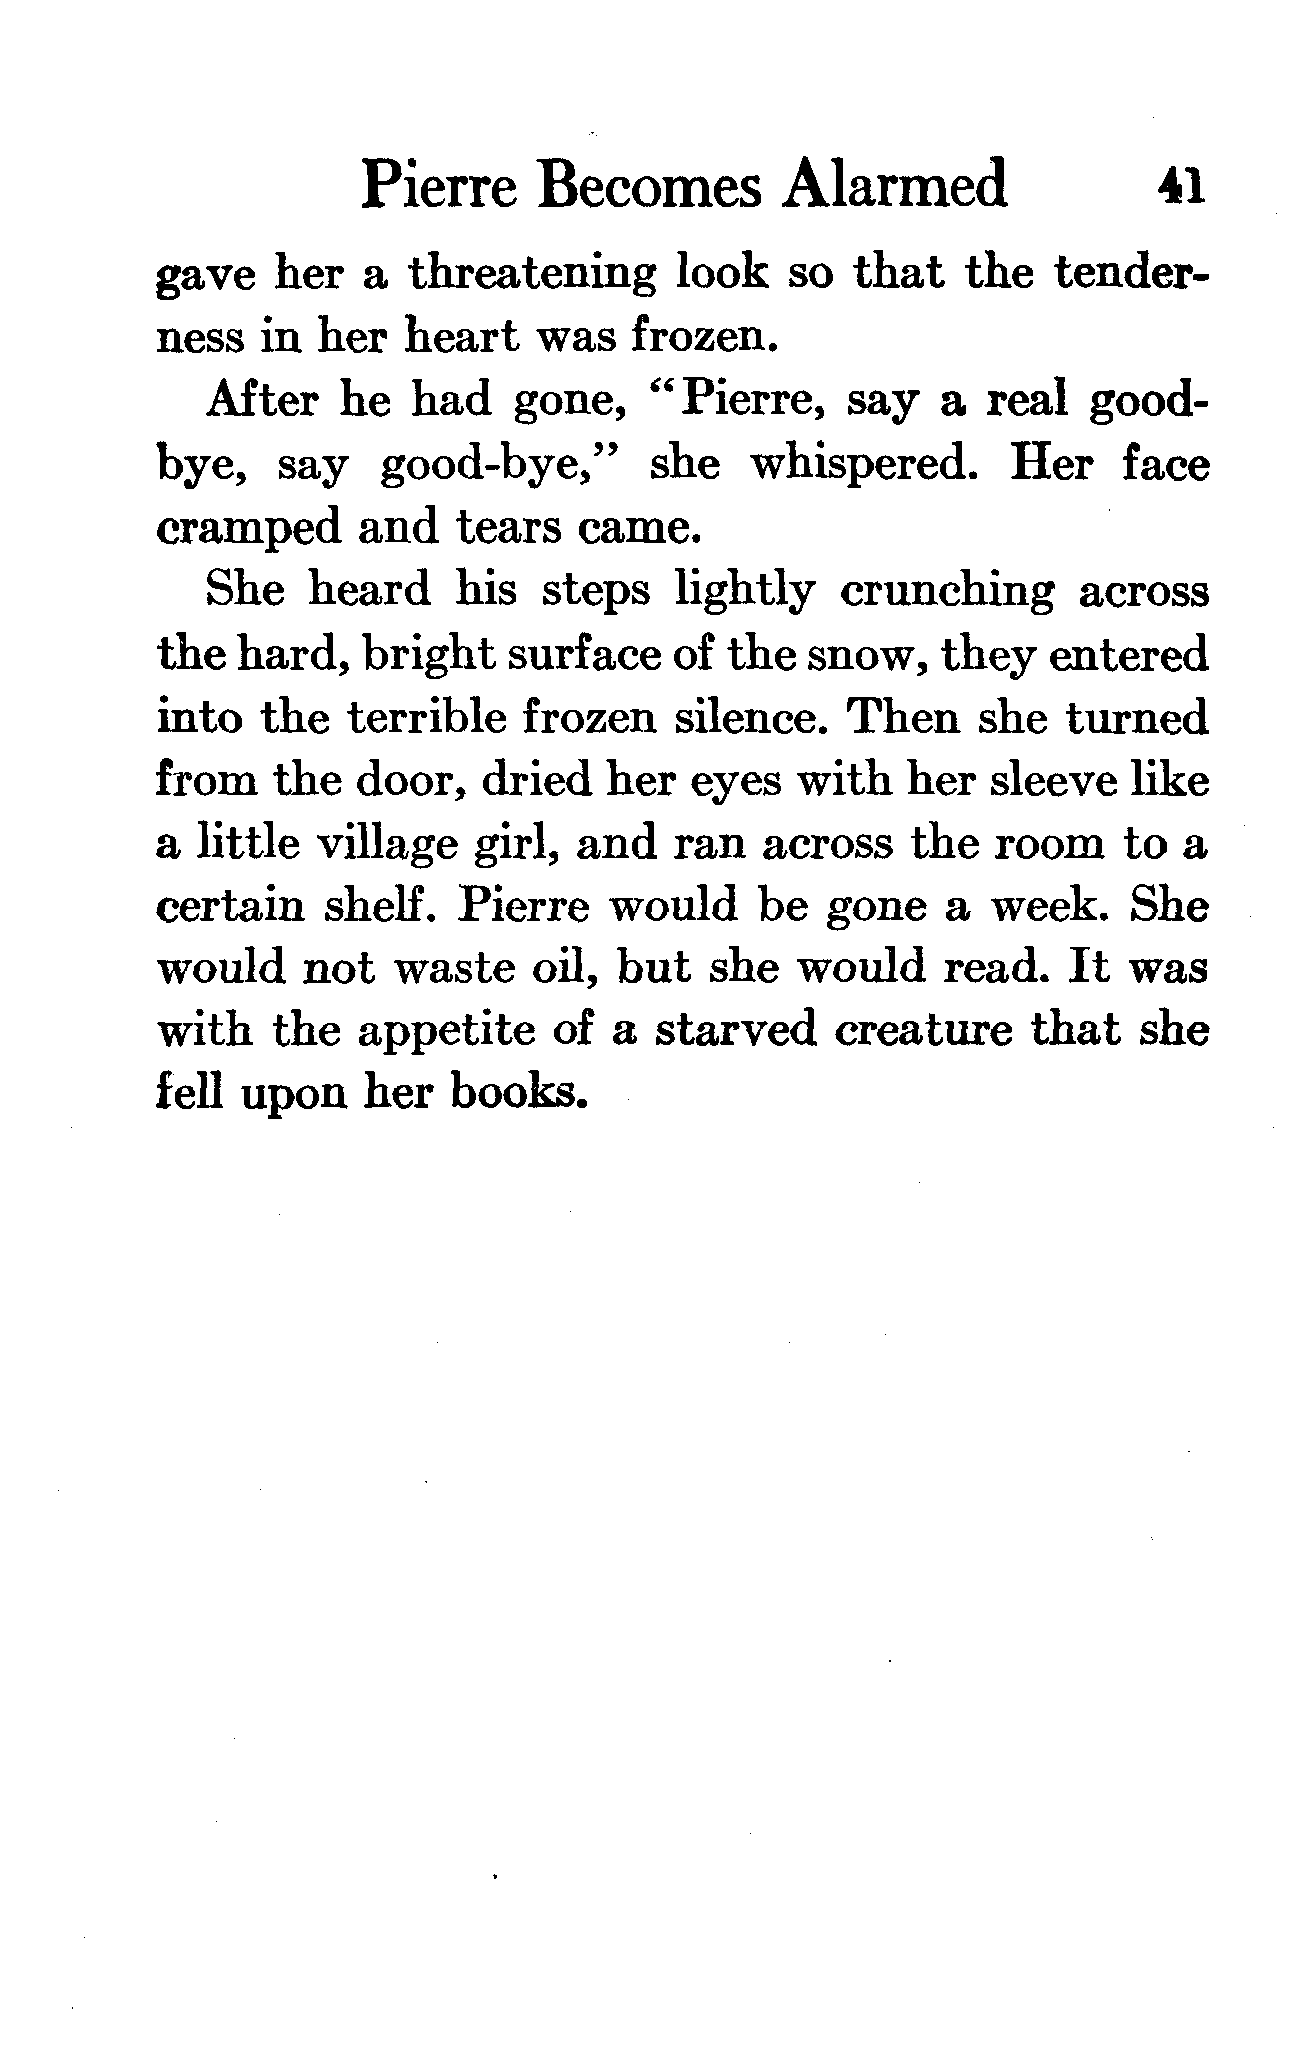 Pierre Becomes Alarmed 41
gave her a threatening look so that the tender-
ness in her heart was frozen.
After he had gone, “Pierre, say a real good-
bye, say good-bye,” she whispered. Her face
cramped and tears came.
She heard his steps lightly crunching across
the hard, bright surface of the snow, they entered
into the terrible frozen silence. Then she turned
from the door, dried her eyes with her sleeve like
a little village girl, and ran across the room to a
certain shelf. Pierre would be gone a week. She
would not waste oil, but she would read. It was
with the appetite of a starved creature that she
fell upon her books.